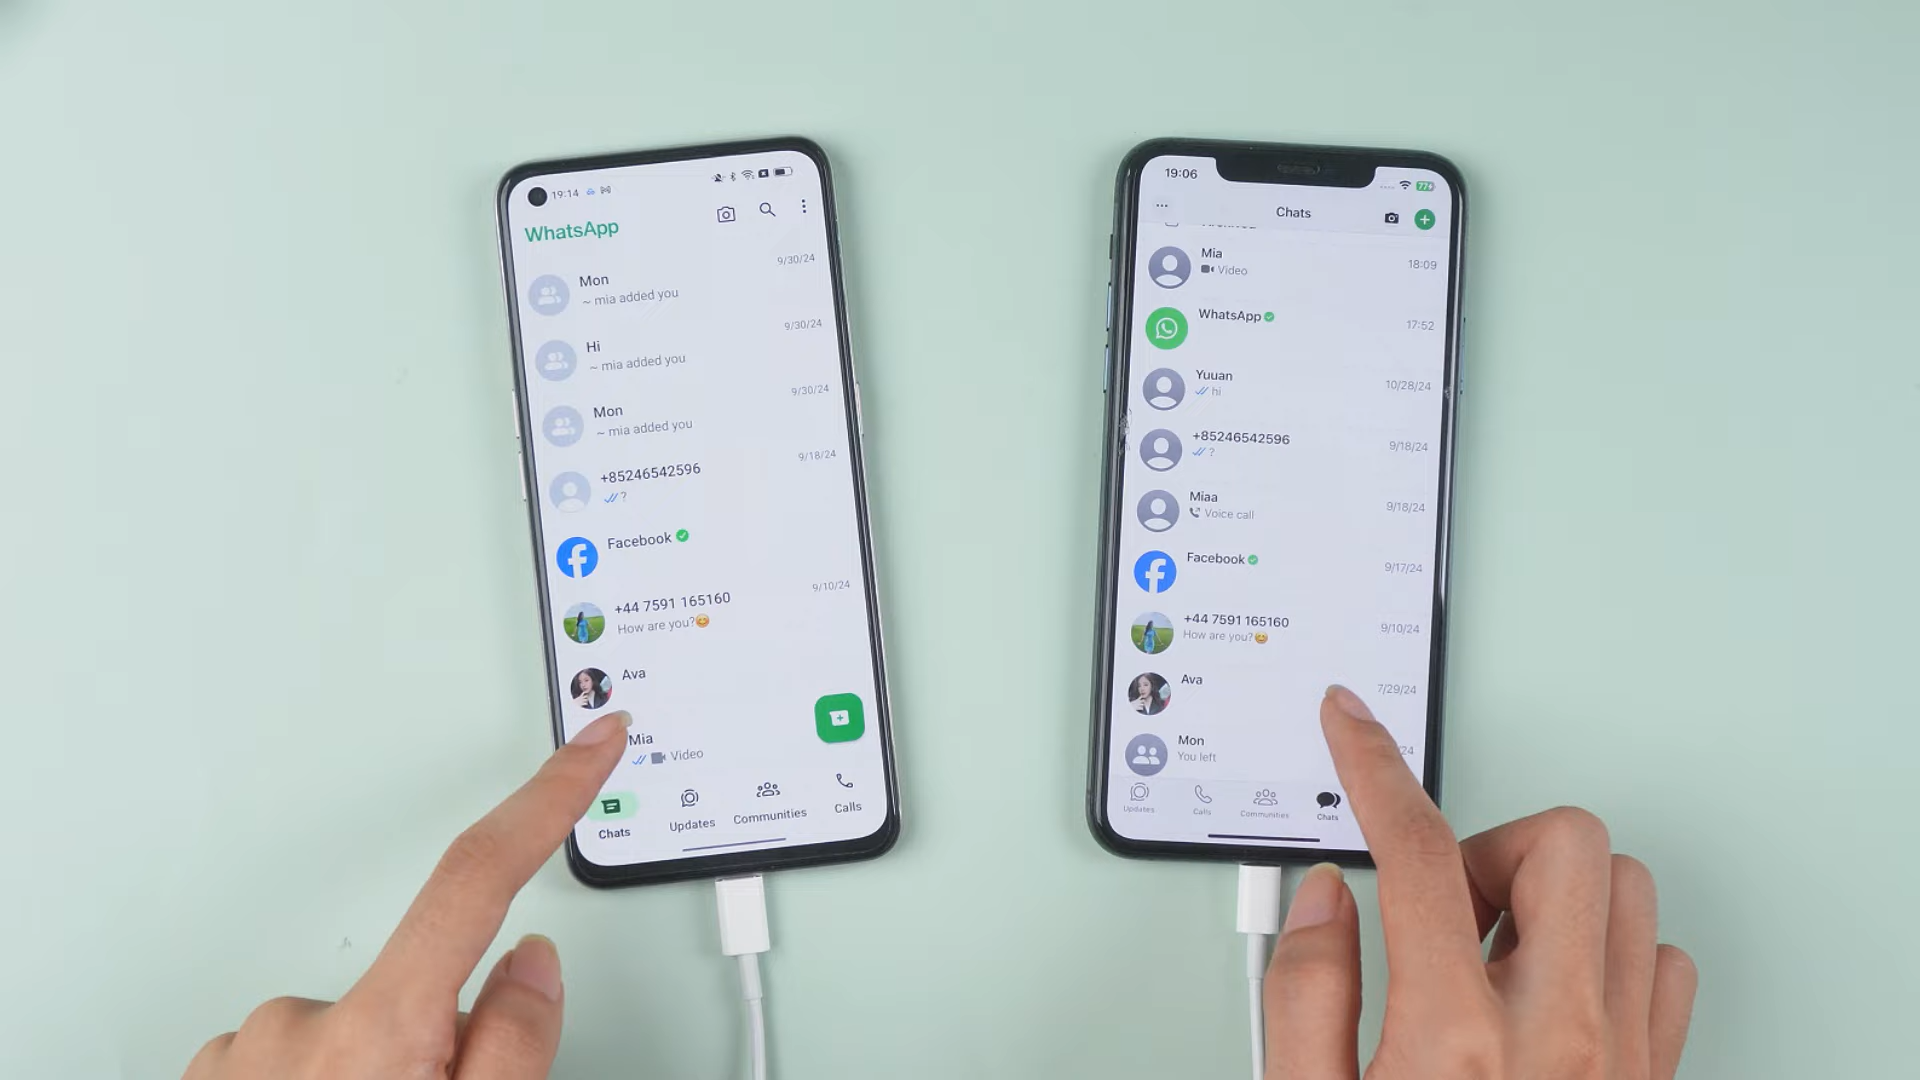 19:14
WhatsApp
9/30/24
Mon
~ mia added you
9/30/24
Hi
~ mia added you
9/30/24
Mon
~ mia added you
9/18/24
+85246542596
?
Facebook
9/10/24
+44 7591 165160
How are you?😊
Ava
Mia
Video
Chats
Updates
Communities
Calls
19:06
77
Chats
Mia
18:09
Video
WhatsApp
17:52
Yuuan
10/28/24
hi
+85246542596
9/18/24
?
Miaa
9/18/24
Voice call
Facebook
9/17/24
+44 7591 165160
9/10/24
How are you?😊
Ava
7/29/24
Mon
You left
Updates
Calls
Communities
Chats